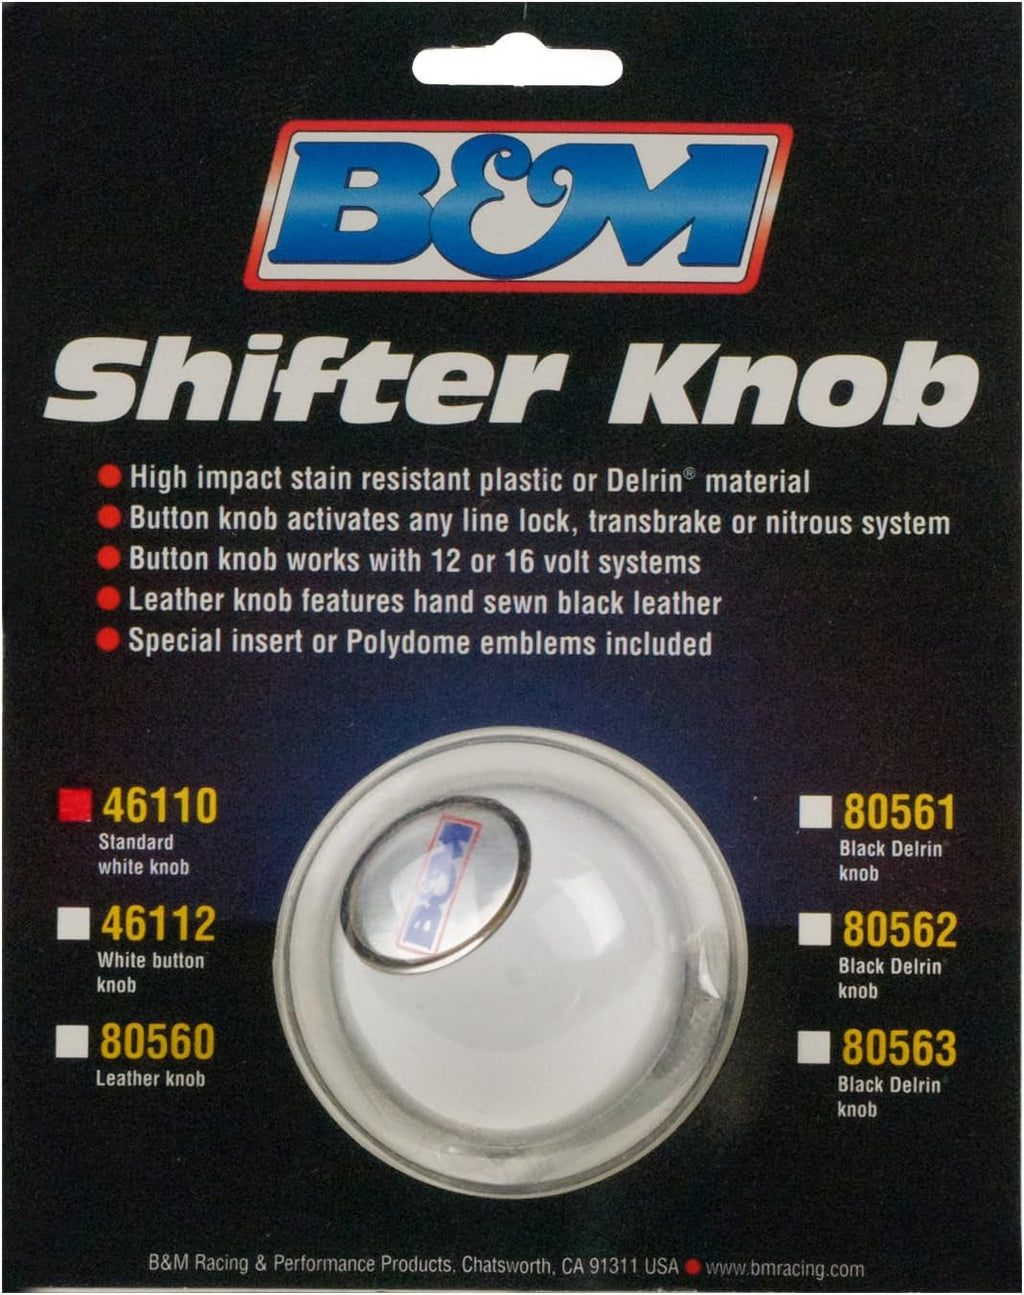 B&M
Shifter Knob
High impact stain resistant plastic or Delrin® material
Button knob activates any line lock, transbrake or nitrous system
Button knob works with 12 or 16 volt systems
Leather knob features hand sewn black leather
Special insert or Polydome emblems included
46110
Standard
white knob
46112
White button
knob
80560
Leather knob
B&M
80561
Black Delrin
knob
80562
Black Delrin
knob
80563
Black Delrin
knob
B&M Racing & Performance Products, Chatsworth, CA 91311 USA ● www.bmracing.com